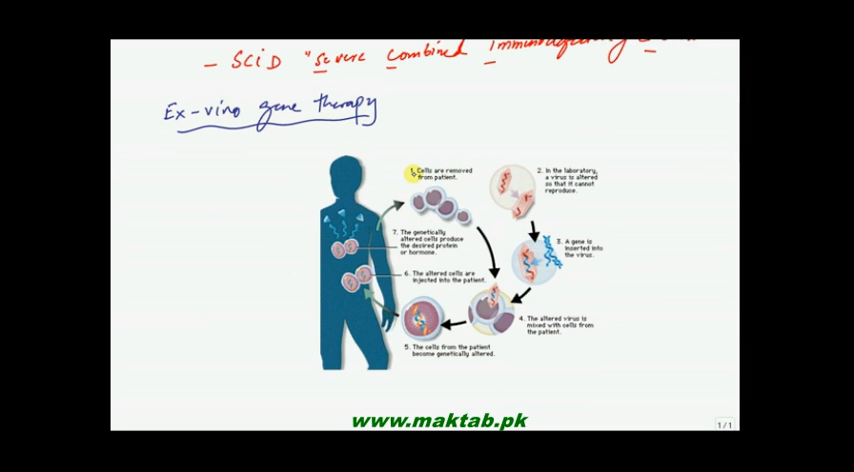 - SCiD "Severe Combined Immunodeficiency
Ex-vivo gene therapy
1. Cells are removed
from patient.
2. In the laboratory,
a virus is altered
so that it cannot
reproduce.
3. A gene is
inserted into
the virus.
4. The altered virus is
mixed with cells from
the patient.
5. The cells from the patient
become genetically altered.
6. The altered cells are
injected into the patient.
7. The genetically
altered cells produce
the desired protein
or hormone.
www.maktab.pk
1/1